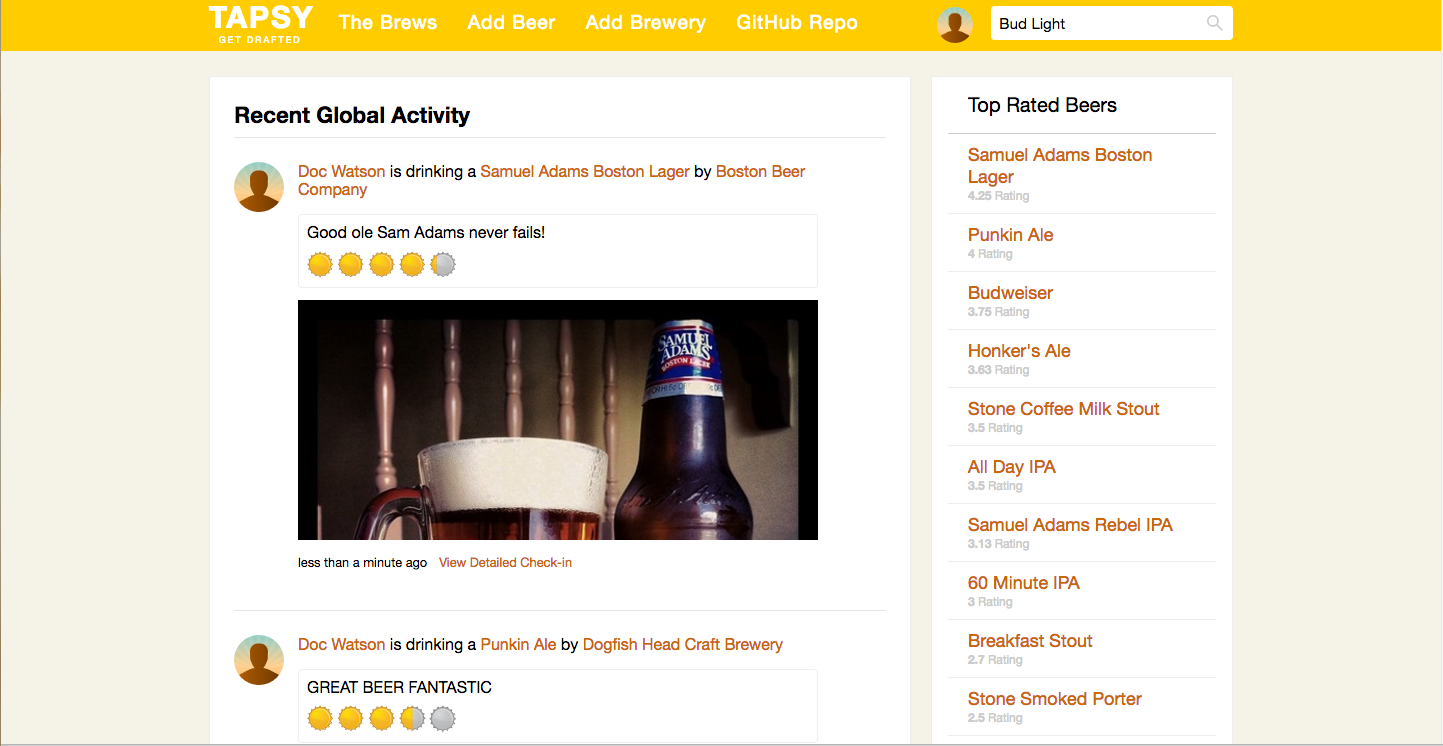 TAPSY
GET DRAFTED
The Brews
Add Beer
Add Brewery
GitHub Repo
Bud Light
Recent Global Activity
Doc Watson is drinking a Samuel Adams Boston Lager by Boston Beer
Company
Good ole Sam Adams never fails!
SAMUEL
ADAMS
BOSTON LAGER
less than a minute ago View Detailed Check-in
Doc Watson is drinking a Punkin Ale by Dogfish Head Craft Brewery
GREAT BEER FANTASTIC
Top Rated Beers
Samuel Adams Boston
Lager
4.25 Rating
Punkin Ale
4 Rating
Budweiser
3.75 Rating
Honker's Ale
3.63 Rating
Stone Coffee Milk Stout
3.5 Rating
All Day IPA
3.5 Rating
Samuel Adams Rebel IPA
3.13 Rating
60 Minute IPA
3 Rating
Breakfast Stout
2.7 Rating
Stone Smoked Porter
2.5 Rating